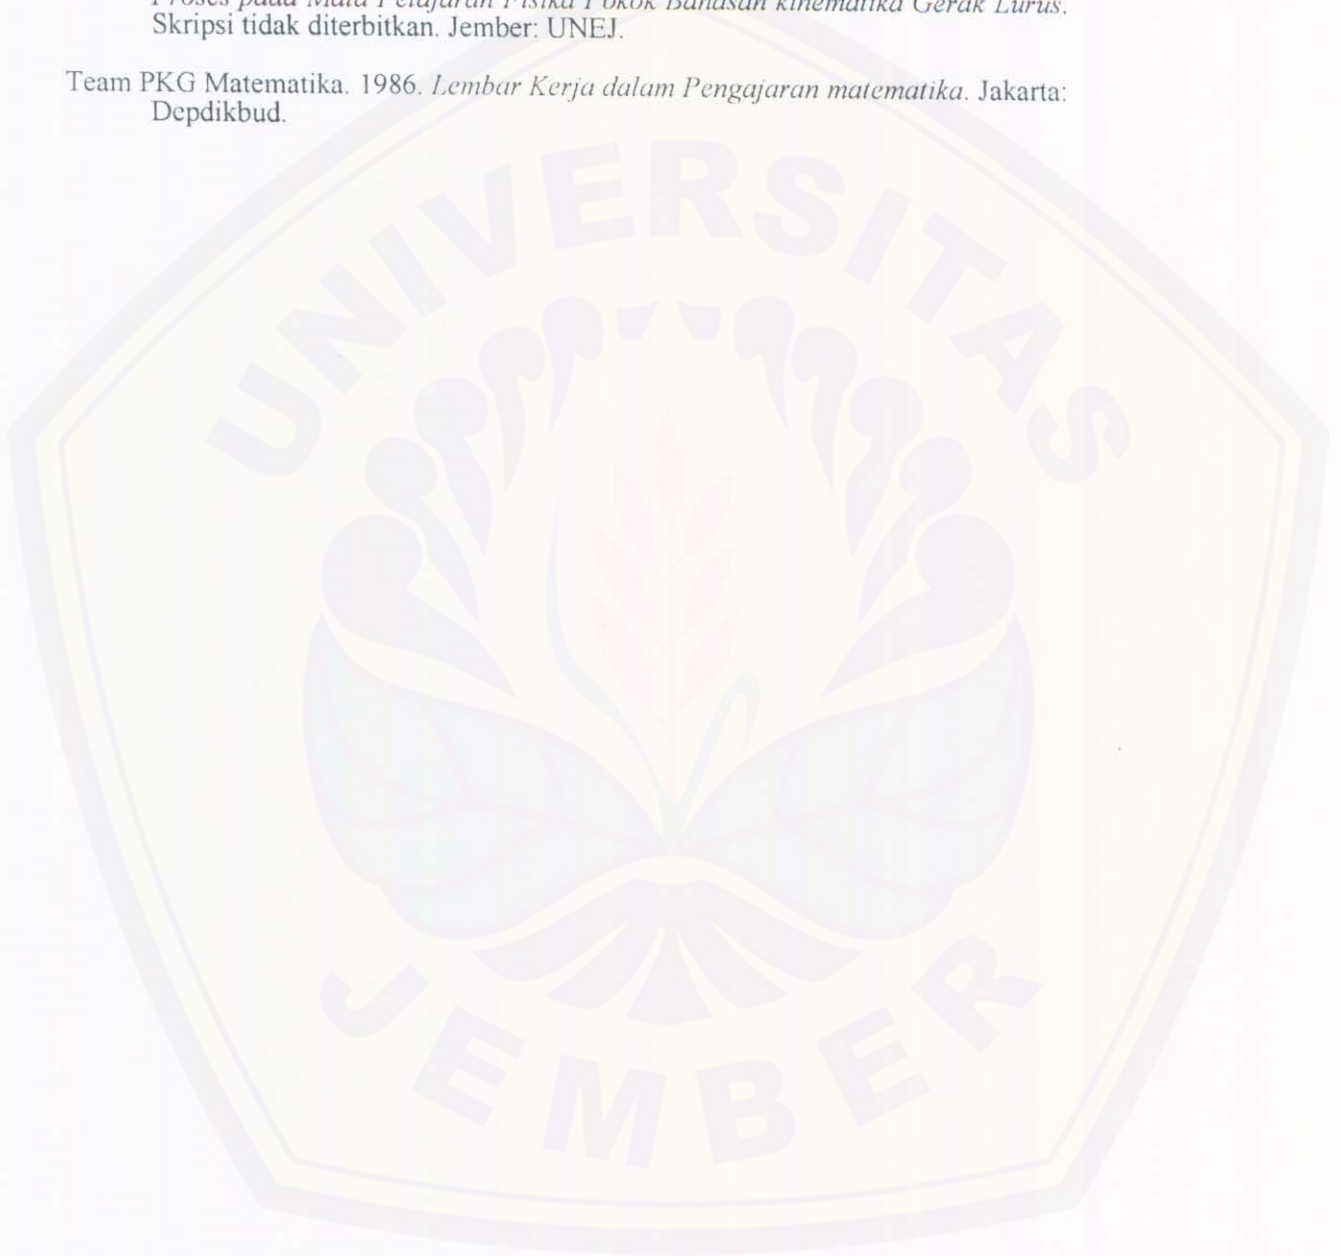 Proses pada Mata Pelajaran Fisika Pokok Bahasan kinematika Gerak Lurus.
Skripsi tidak diterbitkan. Jember: UNEJ.
Team PKG Matematika. 1986. Lembar Kerja dalam Pengajaran matematika. Jakarta:
Depdikbud.
UNIVERSITAS
JEMBER